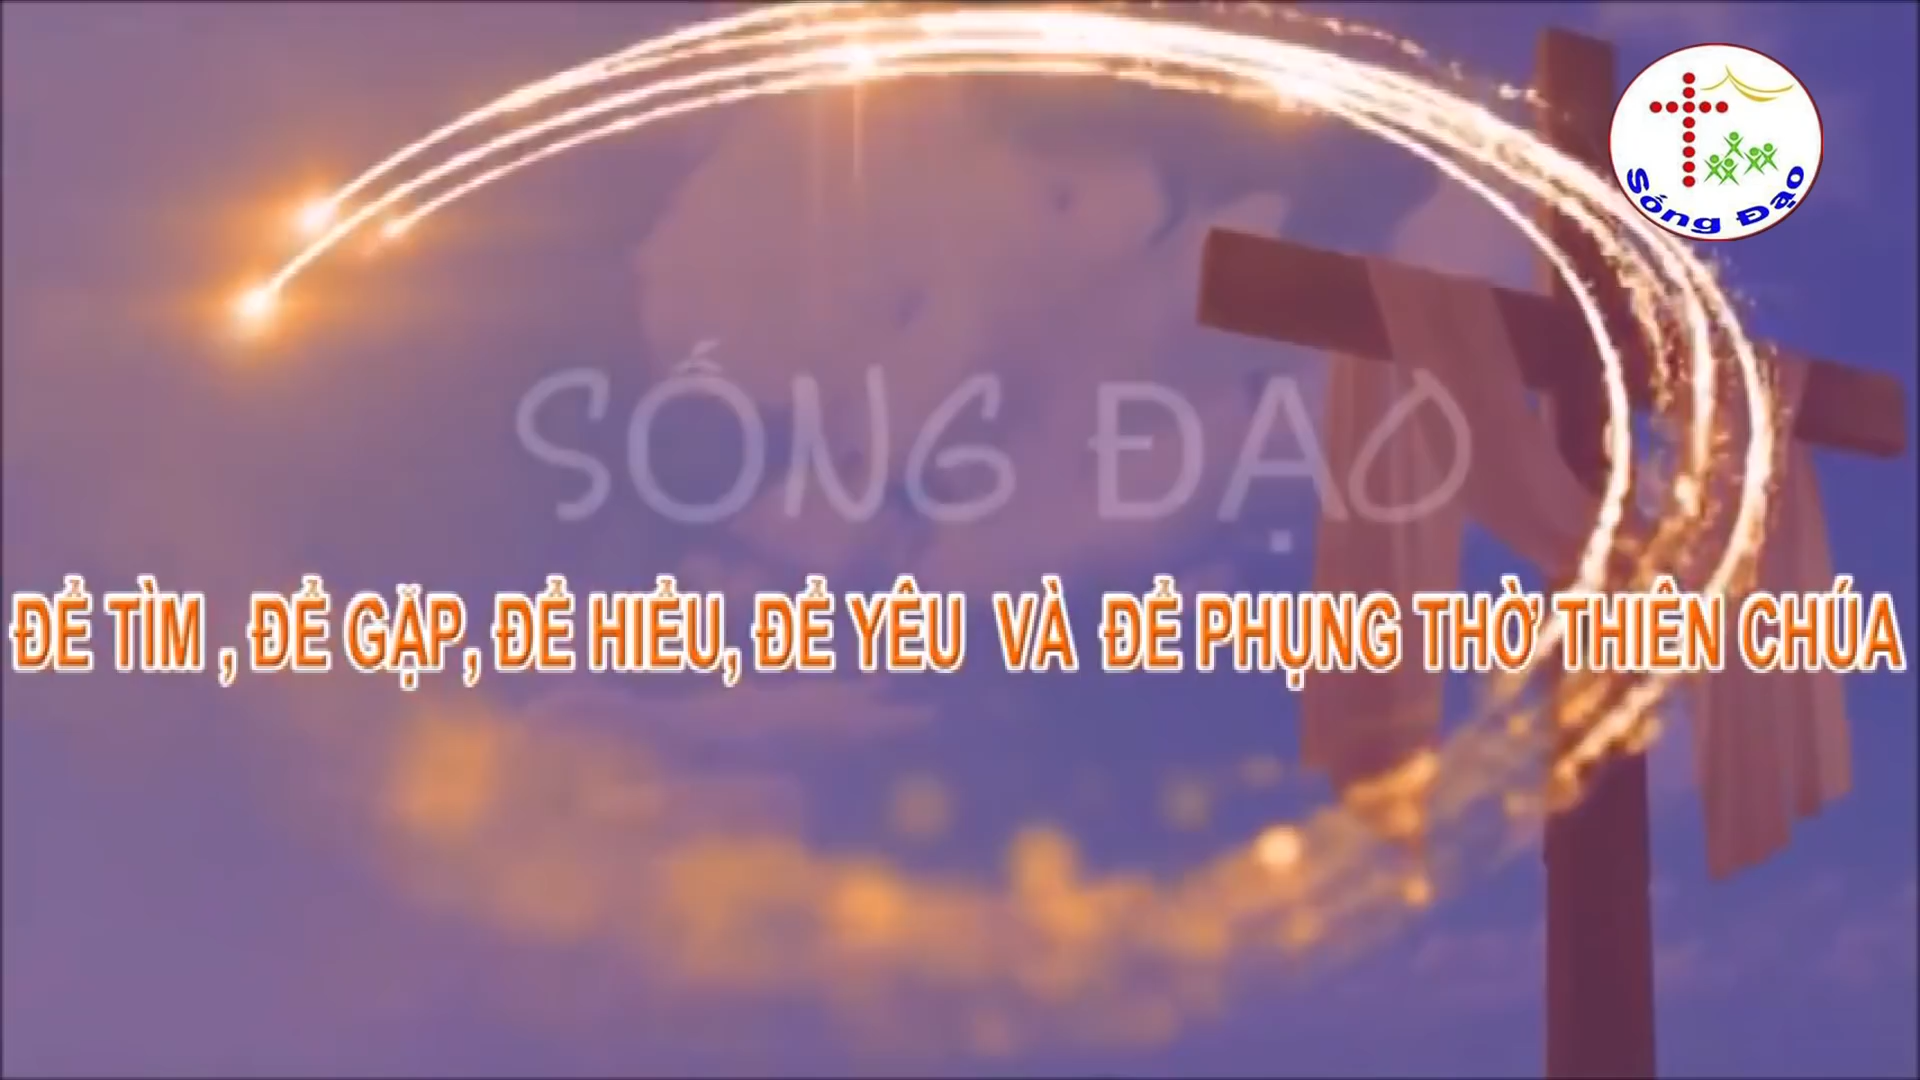 Sống Đạo
SỐNG ĐẠO
ĐỂ TÌM , ĐỂ GẶP, ĐỂ HIỂU, ĐỂ YÊU VÀ ĐỂ PHỤNG THỜ THIÊN CHÚA